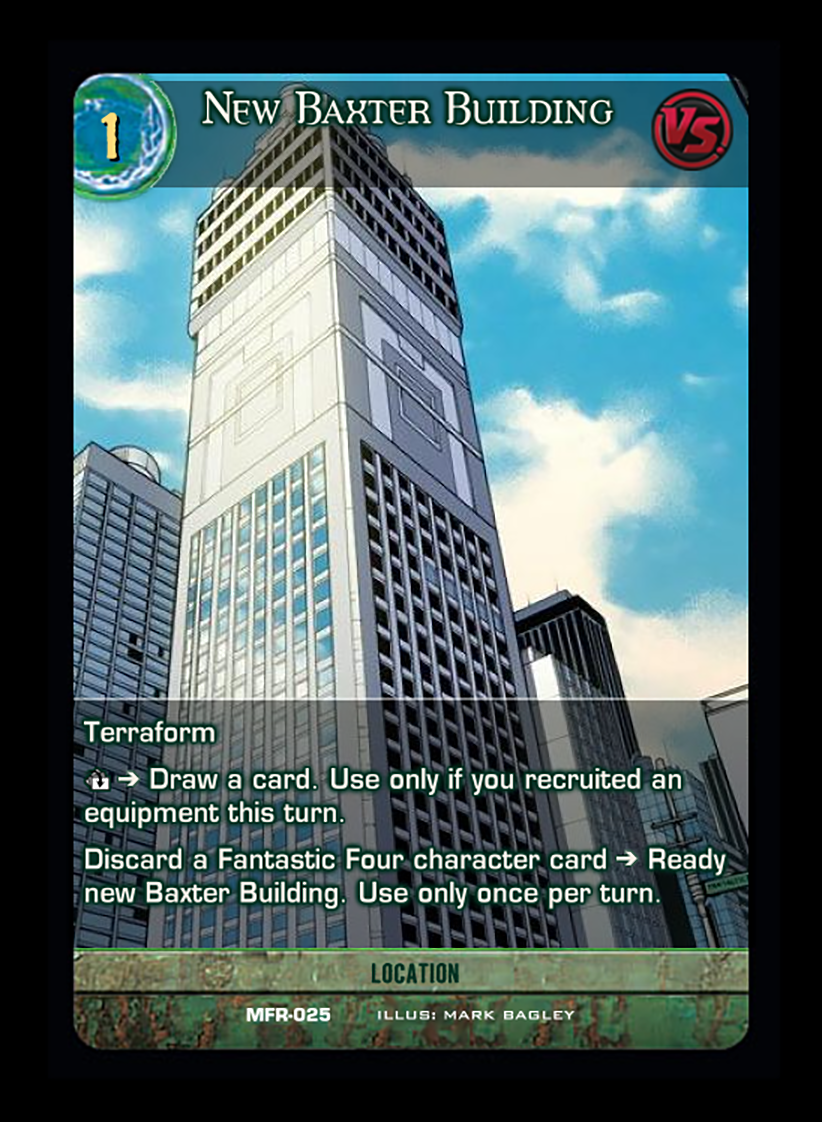 1
New Baxter Building
VS.
Terraform
➔ Draw a card. Use only if you recruited an
equipment this turn.
Discard a Fantastic Four character card ➔ Ready
new Baxter Building. Use only once per turn.
LOCATION
MFR-025 ILLUS: MARK BAGLEY